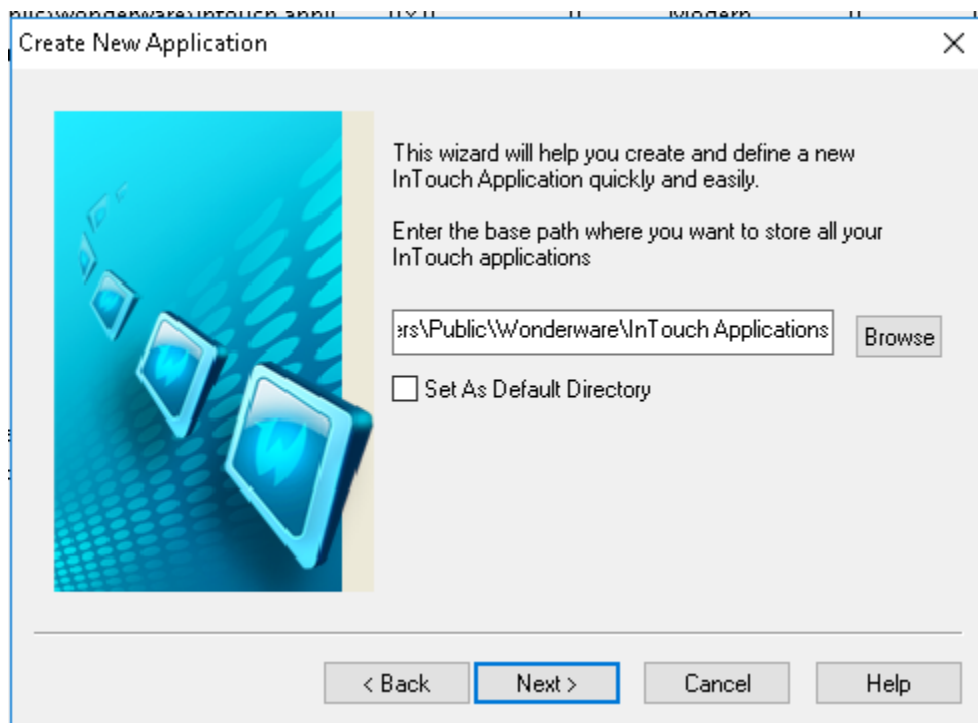 Create New Application
This wizard will help you create and define a new
InTouch Application quickly and easily.
Enter the base path where you want to store all your
InTouch applications
ers\Public\Wonderware\InTouch Applications
Browse
Set As Default Directory
< Back
Next >
Cancel
Help